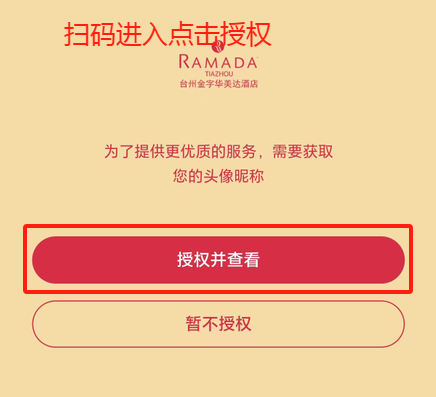 扫码进入点击授权
RAMADA
TIAZHOU
台州金字华美达酒店
为了提供更优质的服务，需要获取
您的头像昵称
授权并查看
暂不授权